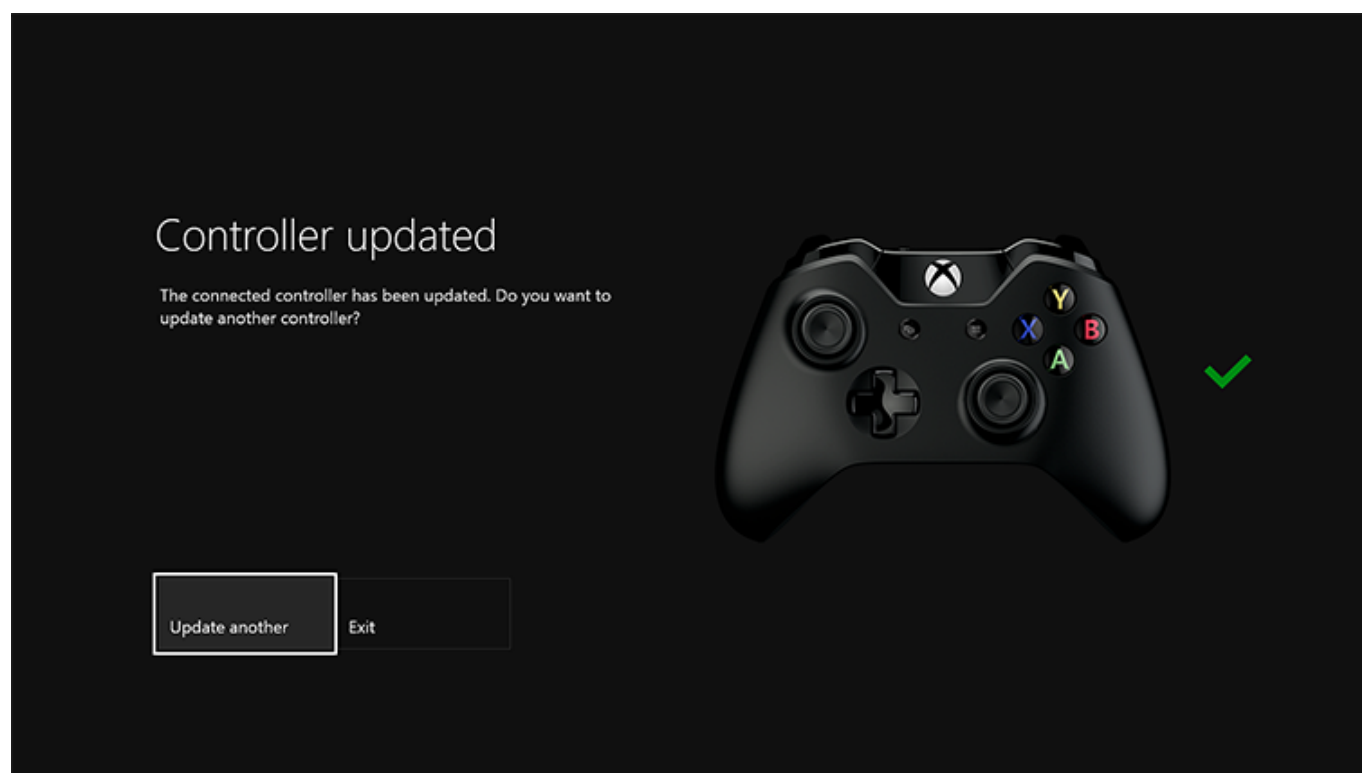 Controller updated
The connected controller has been updated. Do you want to
update another controller?
Y
X B
A
Update another Exit